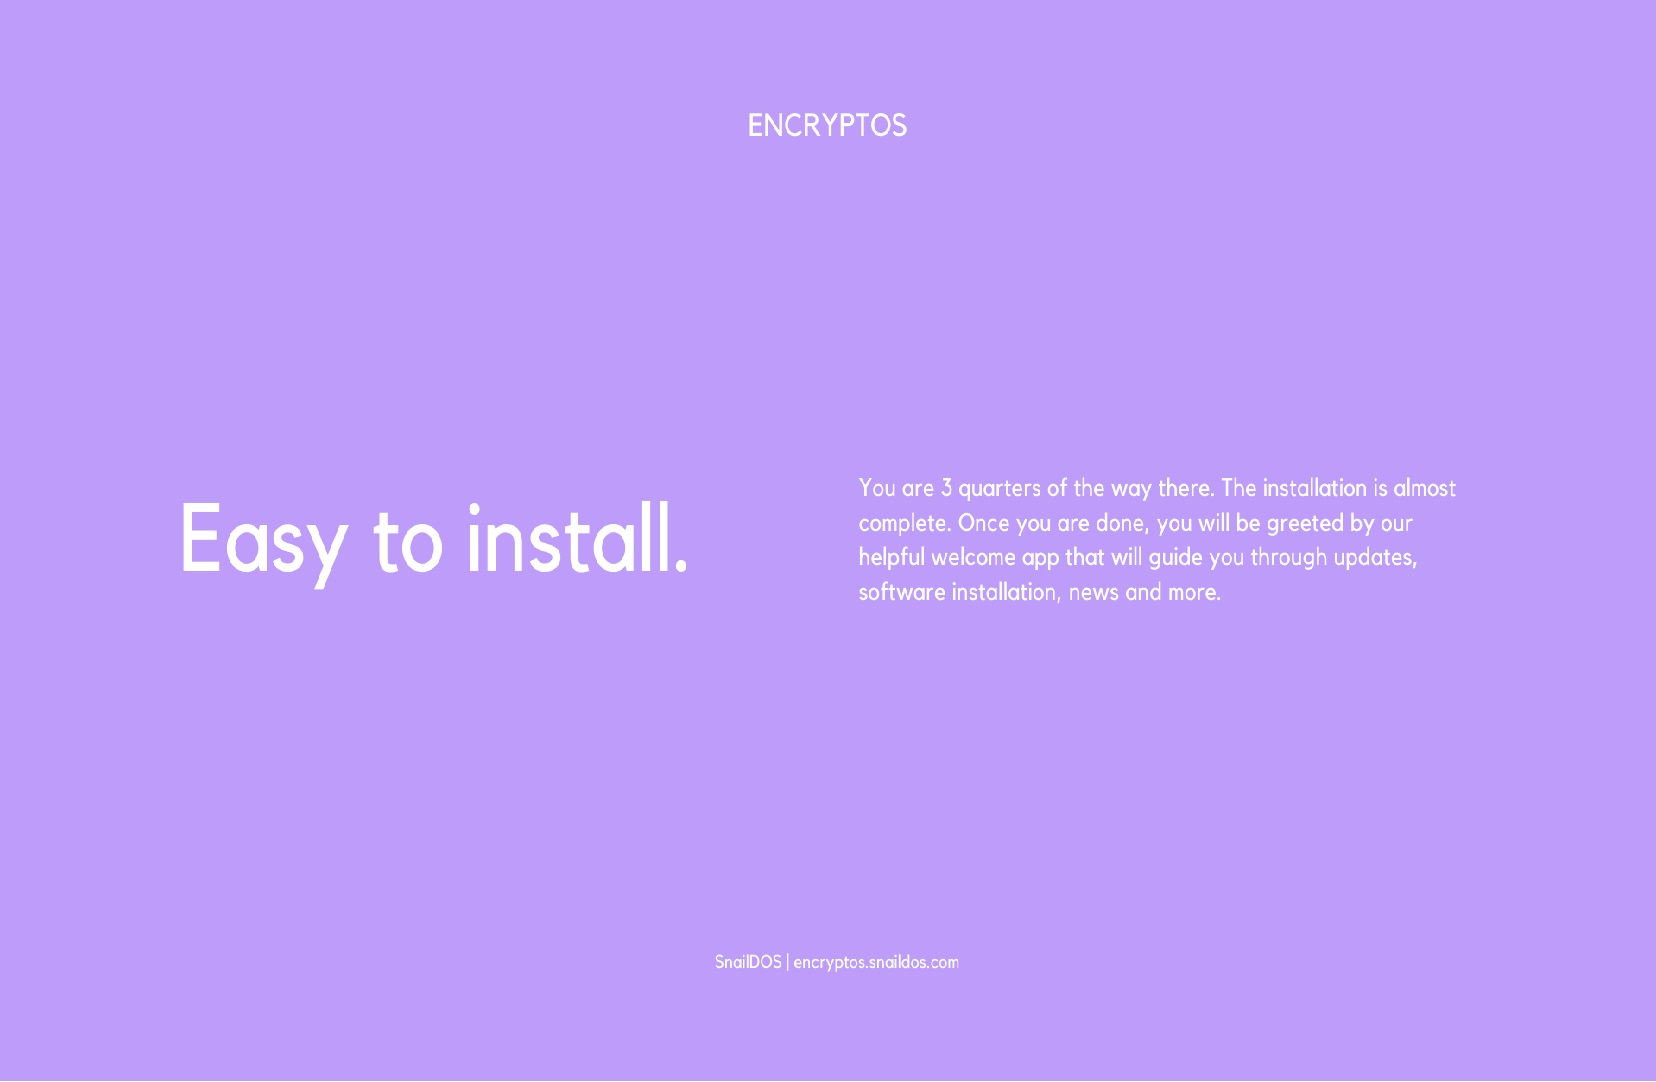 ENCRYPTOS
Easy to install.
You are 3 quarters of the way there. The installation is almost
complete. Once you are done, you will be greeted by our
helpful welcome app that will guide you through updates,
software installation, news and more.
SnailDOS | encryptos.snaildos.com